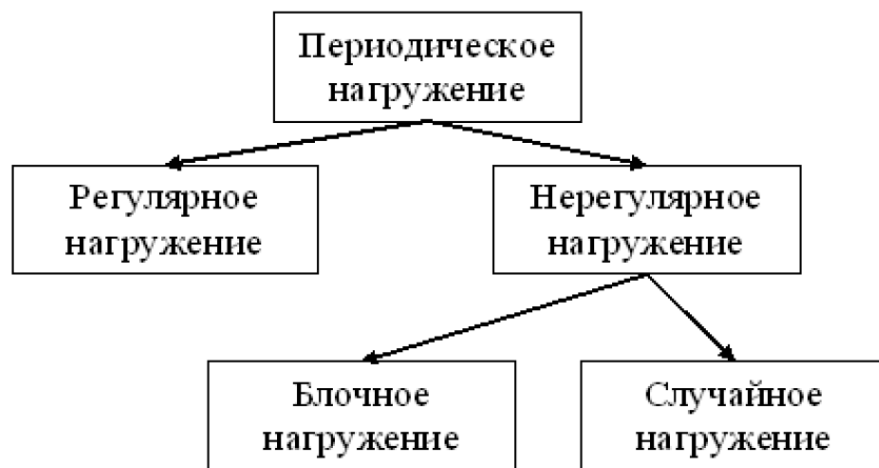 Периодическое
нагружение
Регулярное
нагружение
Нерегулярное
нагружение
Блочное
нагружение
Случайное
нагружение